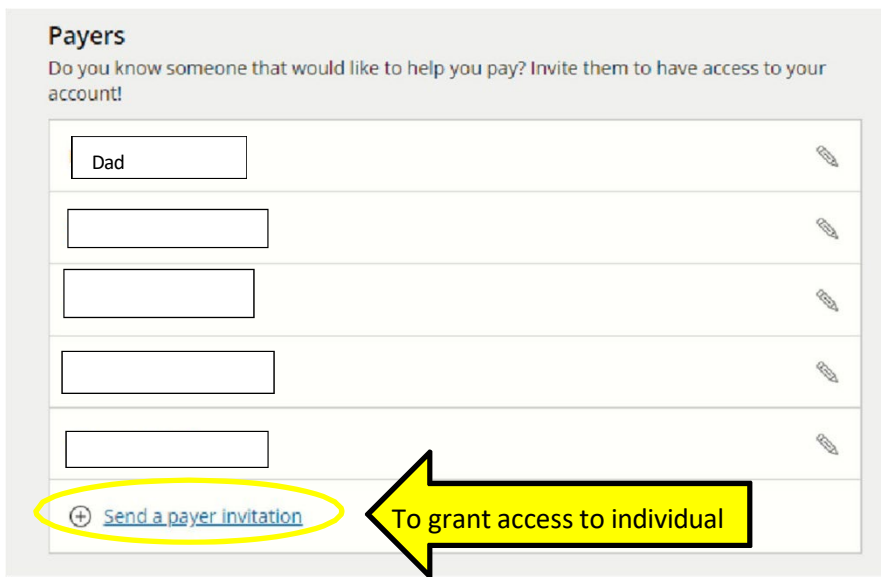 Payers
Do you know someone that would like to help you pay? Invite them to have access to your
account!
Dad
Send a payer invitation
To grant access to individual